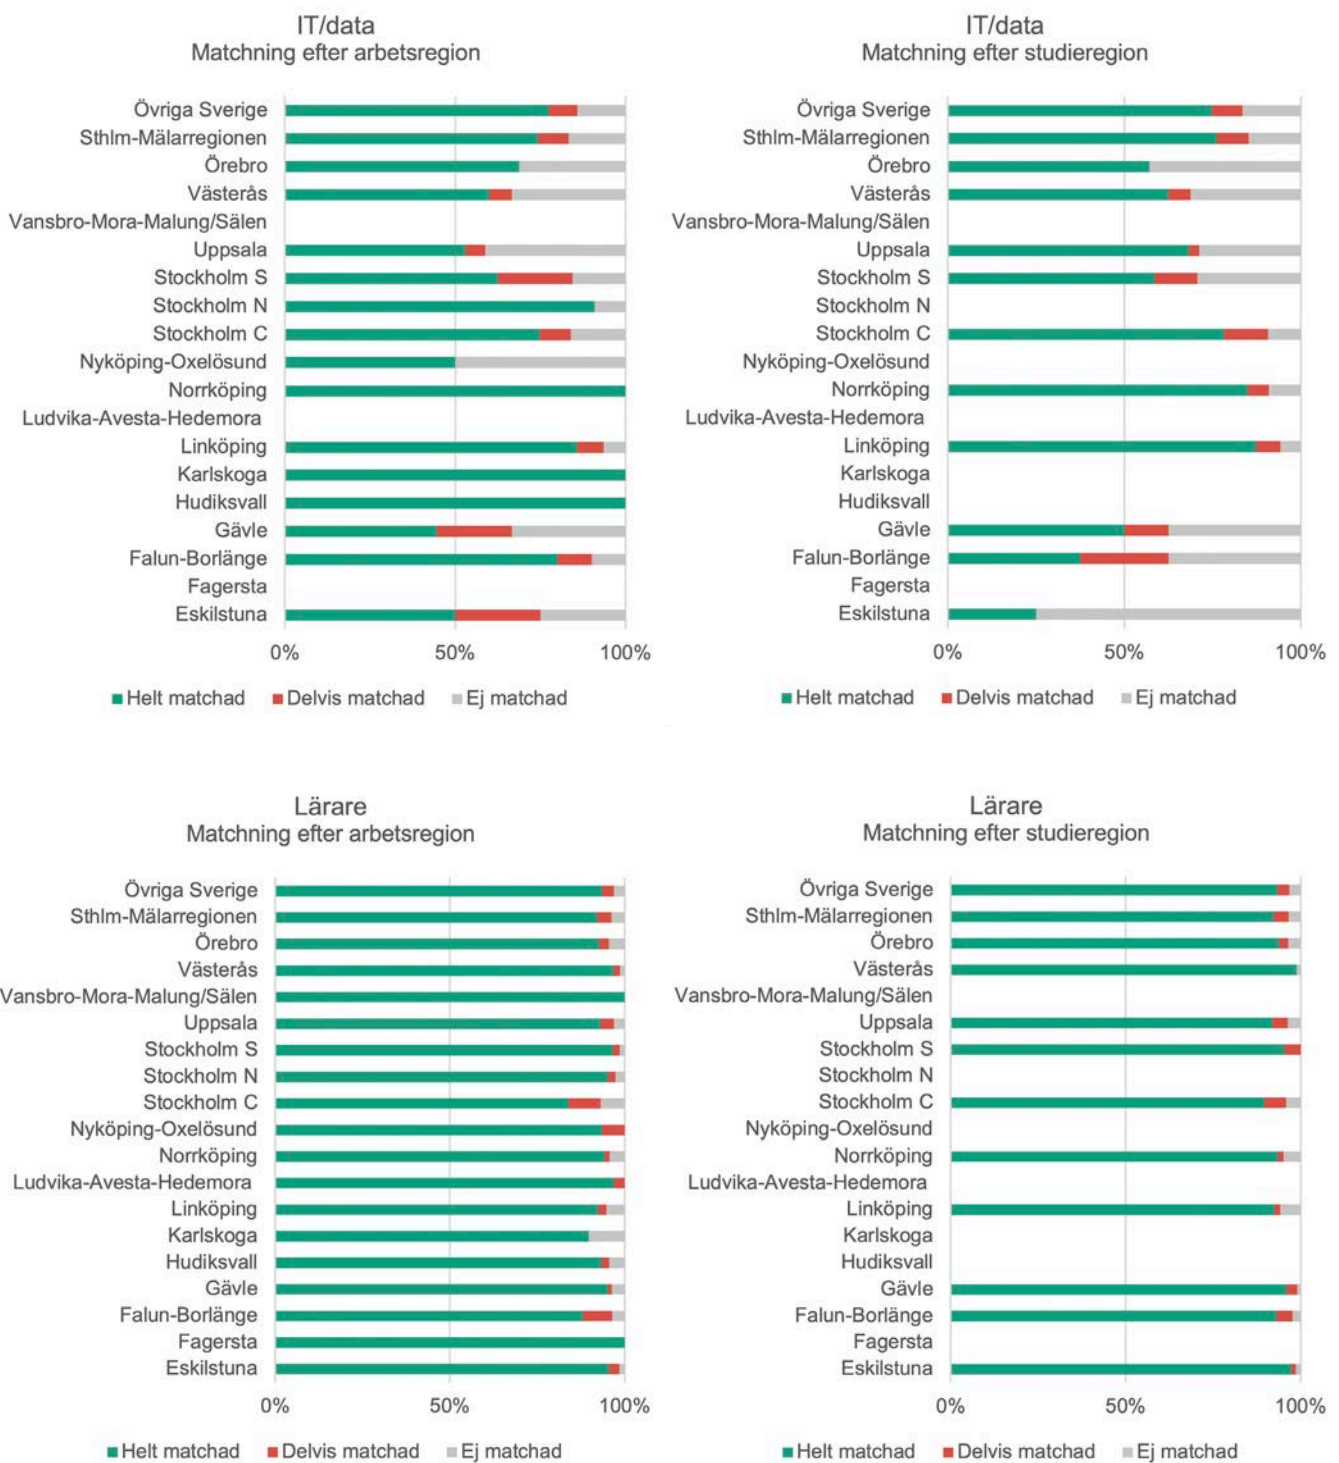 IT/data
Matchning efter arbetsregion
Övriga Sverige
Sthlm-Mälarregionen
Örebro
Västerås
Vansbro-Mora-Malung/Sälen
Uppsala
Stockholm S
Stockholm N
Stockholm C
Nyköping-Oxelösund
Norrköping
Ludvika-Avesta-Hedemora
Linköping
Karlskoga
Hudiksvall
Gävle
Falun-Borlänge
Fagersta
Eskilstuna
0% 50% 100%
Helt matchad Delvis matchad Ej matchad
IT/data
Matchning efter studieregion
Övriga Sverige
Sthlm-Mälarregionen
Örebro
Västerås
Vansbro-Mora-Malung/Sälen
Uppsala
Stockholm S
Stockholm N
Stockholm C
Nyköping-Oxelösund
Norrköping
Ludvika-Avesta-Hedemora
Linköping
Karlskoga
Hudiksvall
Gävle
Falun-Borlänge
Fagersta
Eskilstuna
0% 50% 100%
Helt matchad Delvis matchad Ej matchad
Lärare
Matchning efter arbetsregion
Övriga Sverige
Sthlm-Mälarregionen
Örebro
Västerås
Vansbro-Mora-Malung/Sälen
Uppsala
Stockholm S
Stockholm N
Stockholm C
Nyköping-Oxelösund
Norrköping
Ludvika-Avesta-Hedemora
Linköping
Karlskoga
Hudiksvall
Gävle
Falun-Borlänge
Fagersta
Eskilstuna
0% 50% 100%
Helt matchad Delvis matchad Ej matchad
Lärare
Matchning efter studieregion
Övriga Sverige
Sthlm-Mälarregionen
Örebro
Västerås
Vansbro-Mora-Malung/Sälen
Uppsala
Stockholm S
Stockholm N
Stockholm C
Nyköping-Oxelösund
Norrköping
Ludvika-Avesta-Hedemora
Linköping
Karlskoga
Hudiksvall
Gävle
Falun-Borlänge
Fagersta
Eskilstuna
0% 50% 100%
Helt matchad Delvis matchad Ej matchad